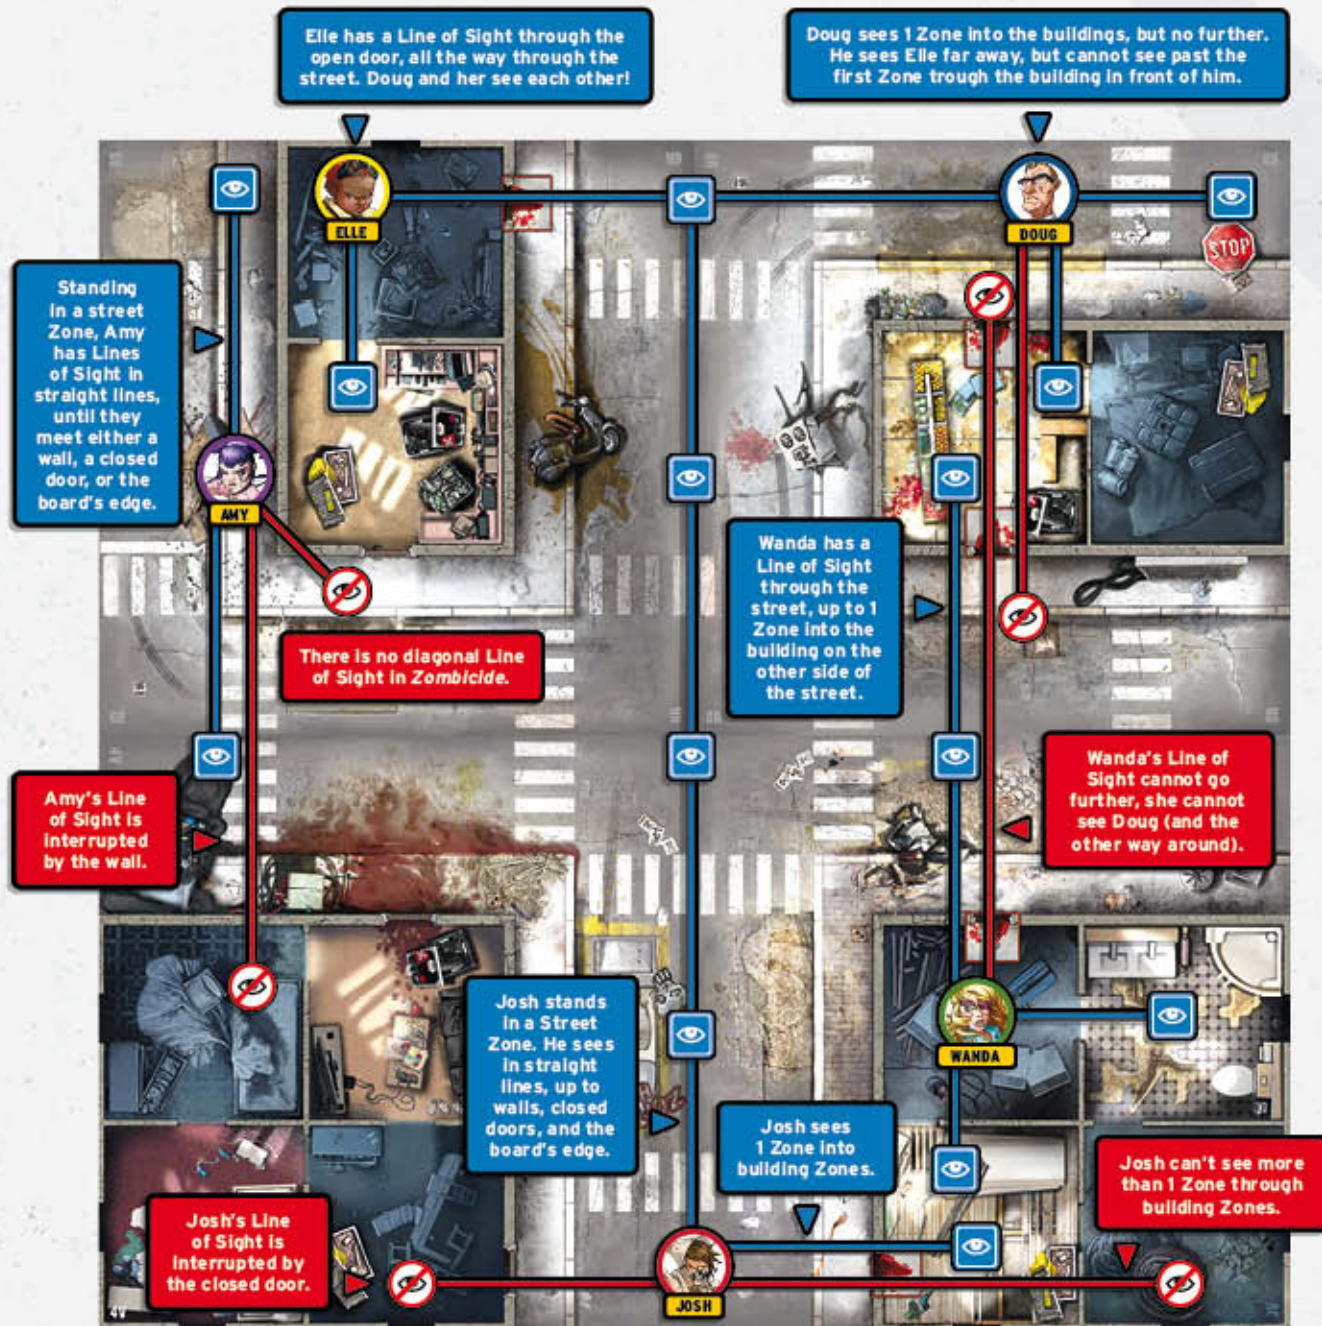 Elle has a Line of Sight through the
open door, all the way through the
street. Doug and her see each other!
Doug sees 1 Zone into the buildings, but no further.
He sees Elle far away, but cannot see past the
first Zone trough the building in front of him.
ELLE
DOUG
STOP
Standing
in a street
Zone, Amy
has Lines
of Sight in
straight lines,
until they
meet either a
wall, a closed
door, or the
board's edge.
AMY
There is no diagonal Line
of Sight in Zombicide.
Wanda has a
Line of Sight
through the
street, up to 1
Zone into the
building on the
other side of
the street.
Amy's Line
of Sight is
interrupted
by the wall.
Wanda's Line of
Sight cannot go
further, she cannot
see Doug (and the
other way around).
Josh stands
in a Street
Zone. He sees
in straight
lines, up to
walls, closed
doors, and the
board's edge.
WANDA
Josh sees
1 Zone into
building Zones.
Josh can't see more
than 1 Zone through
building Zones.
Josh's Line
of Sight is
interrupted by
the closed door.
JOSH
4V